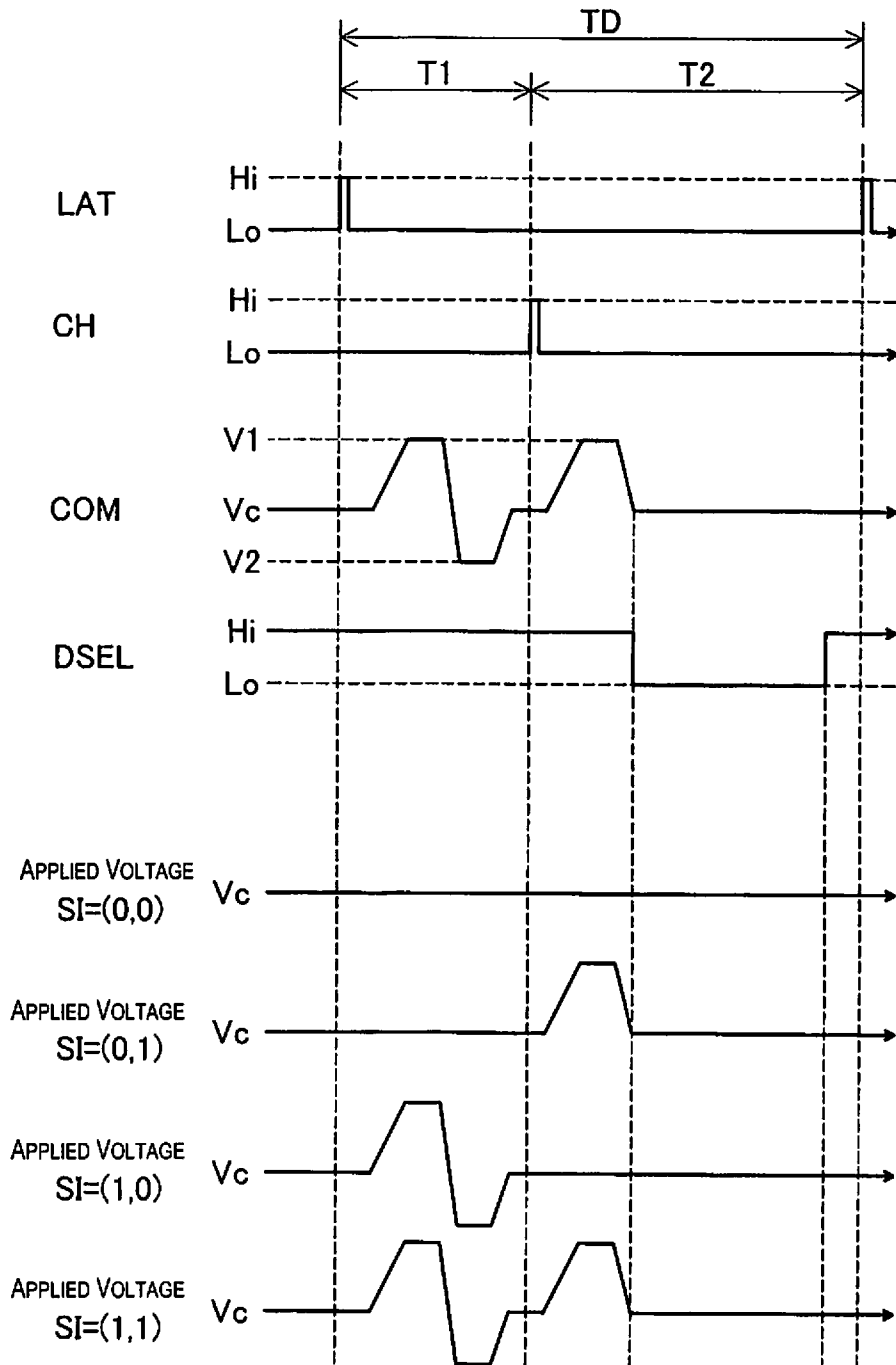 TD
T1 T2
LAT Hi
Lo
CH Hi
Lo
V1
COM Vc
V2
DSEL Hi
Lo
APPLIED VOLTAGE
SI=(0,0) Vc
APPLIED VOLTAGE
SI=(0,1) Vc
APPLIED VOLTAGE
SI=(1,0) Vc
APPLIED VOLTAGE
SI=(1,1) Vc